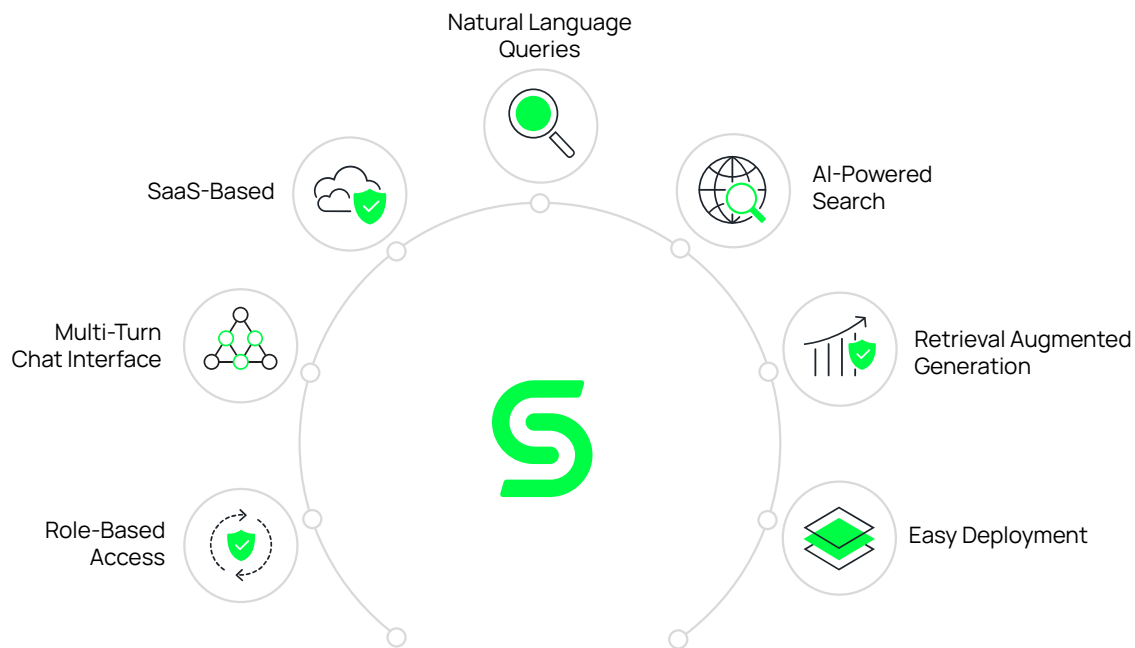 Natural Language
Queries
SaaS-Based
AI-Powered
Search
Multi-Turn
Chat Interface
Retrieval Augmented
Generation
Role-Based
Access
Easy Deployment